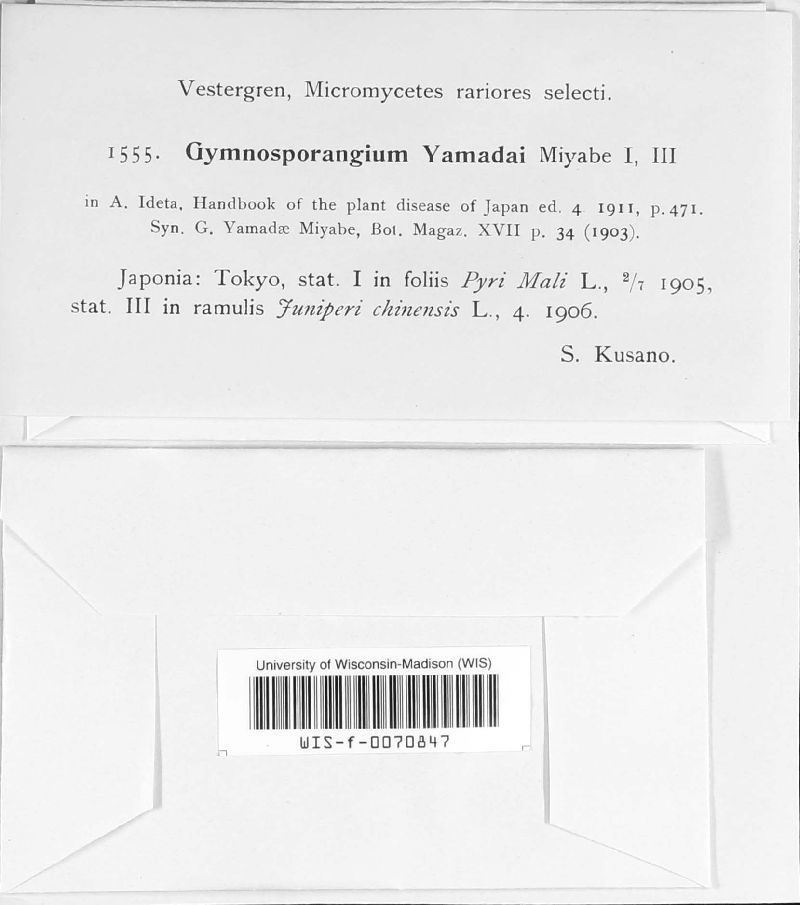 Vestergren, Micromycetes rariores selecti.
1555. Gymnosporangium Yamadai Miyabe I, III
in A. Ideta, Handbook of the plant disease of Japan ed. 4 1911, p. 471.
Syn. G. Yamadæ Miyabe, Bot. Magaz. XVII p. 34 (1903).
Japonia: Tokyo, stat. I in foliis Pyri Mali L., 2/7 1905,
stat. III in ramulis Juniperi chinensis L., 4. 1906.
S. Kusano.
University of Wisconsin-Madison (WIS)
WIS-f-0070847